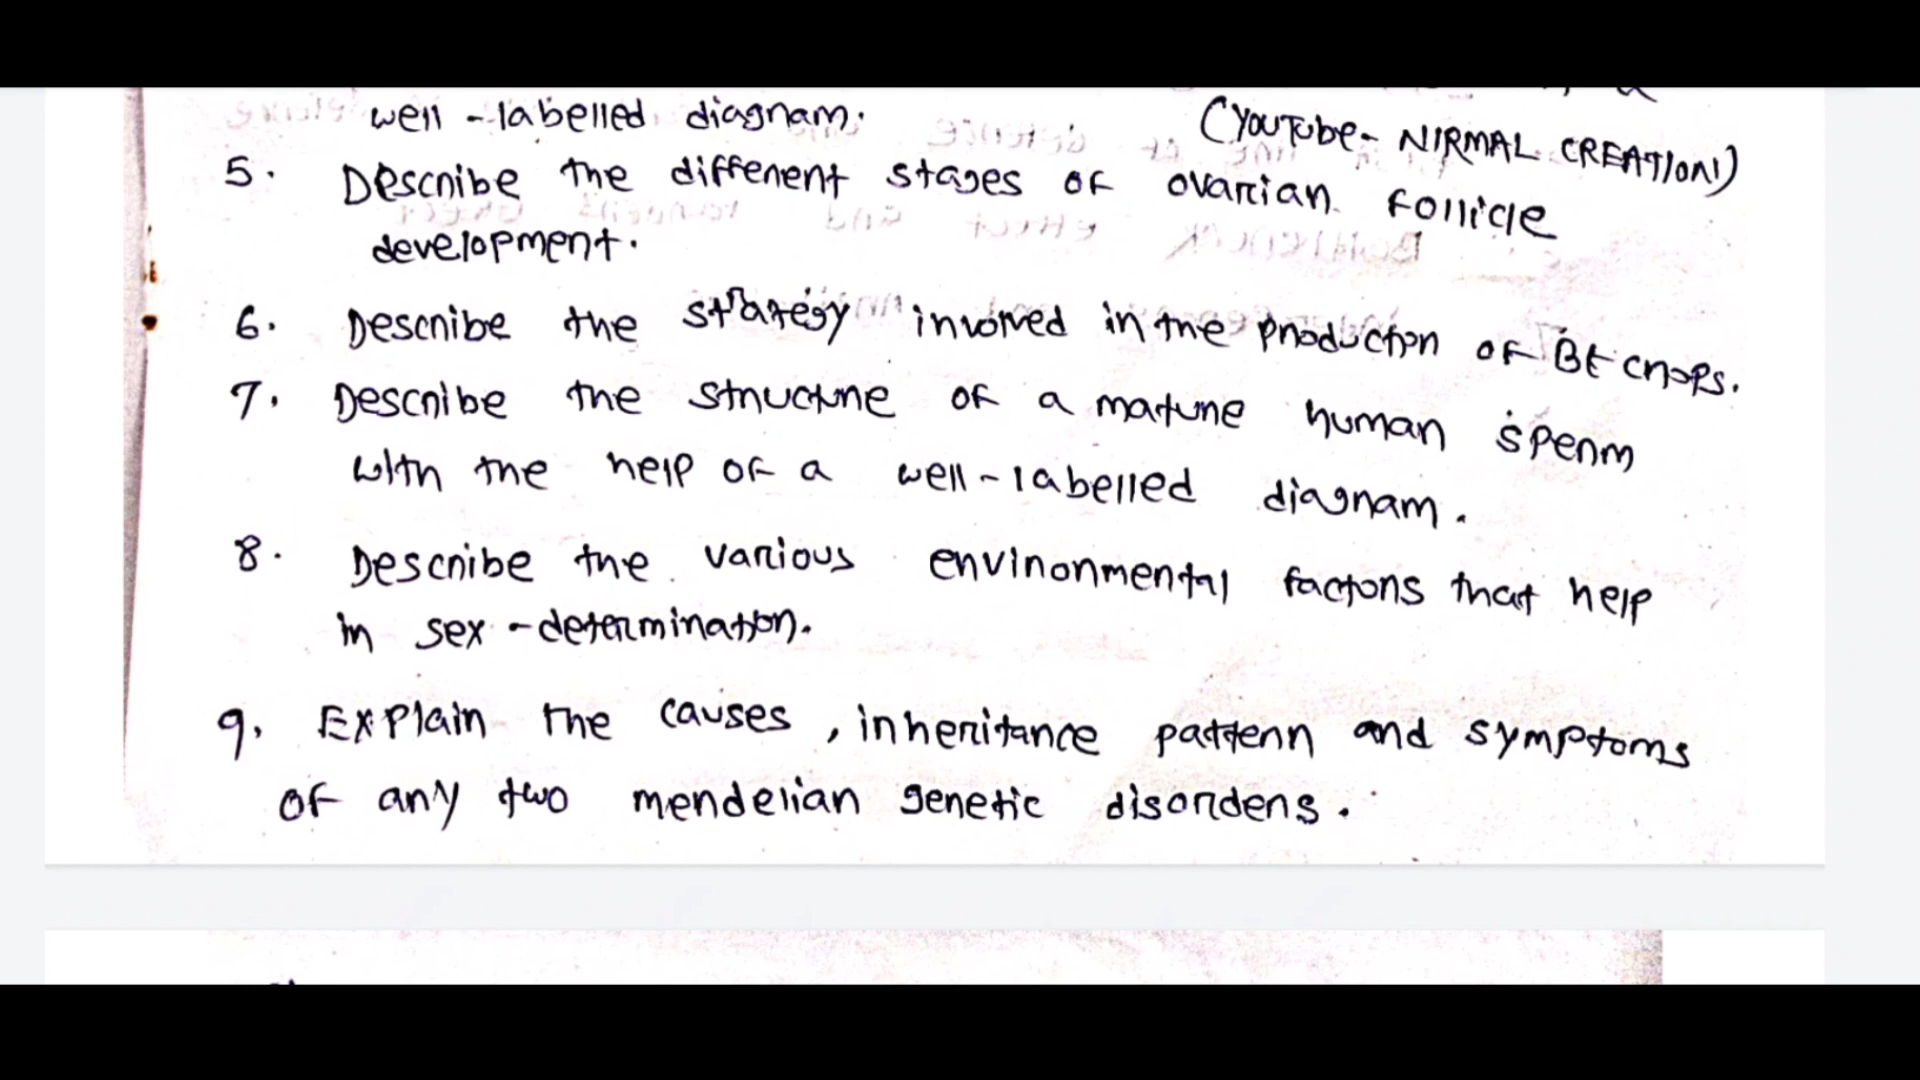 well-labelled diagram.
(YouTube- NIRMAL CREATION)
5. Describe the different stages of ovarian follicle
development.
6. Describe the strategy involved in the production of Bt crops.
7. Describe the structure of a mature human sperm
with the help of a well-labelled diagram.
8. Describe the various environmental factors that help
in sex-determination.
9. Explain the causes, inheritance pattern and symptoms
of any two mendelian genetic disorders.